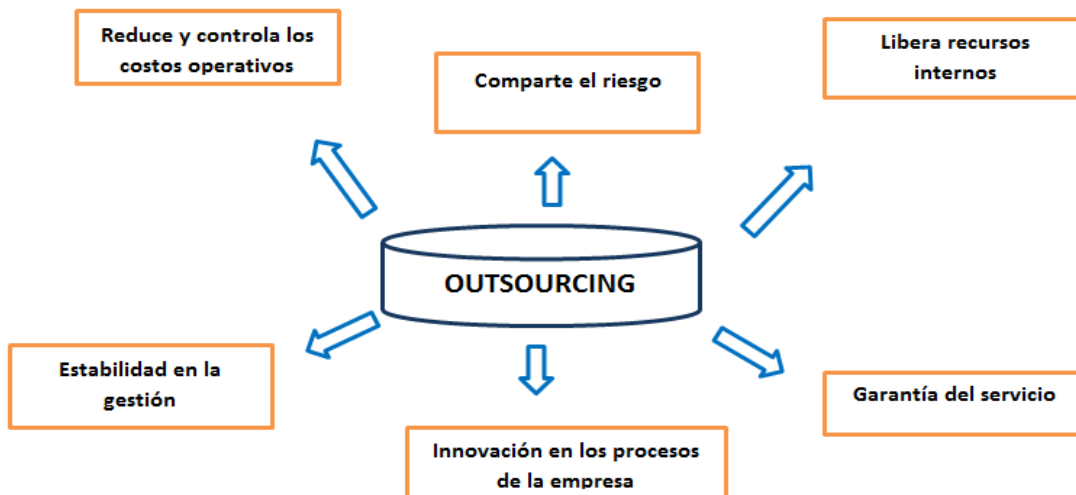 Reduce y controla los
costos operativos
Comparte el riesgo
Libera recursos
internos
OUTSOURCING
Estabilidad en la
gestión
Innovación en los procesos
de la empresa
Garantía del servicio